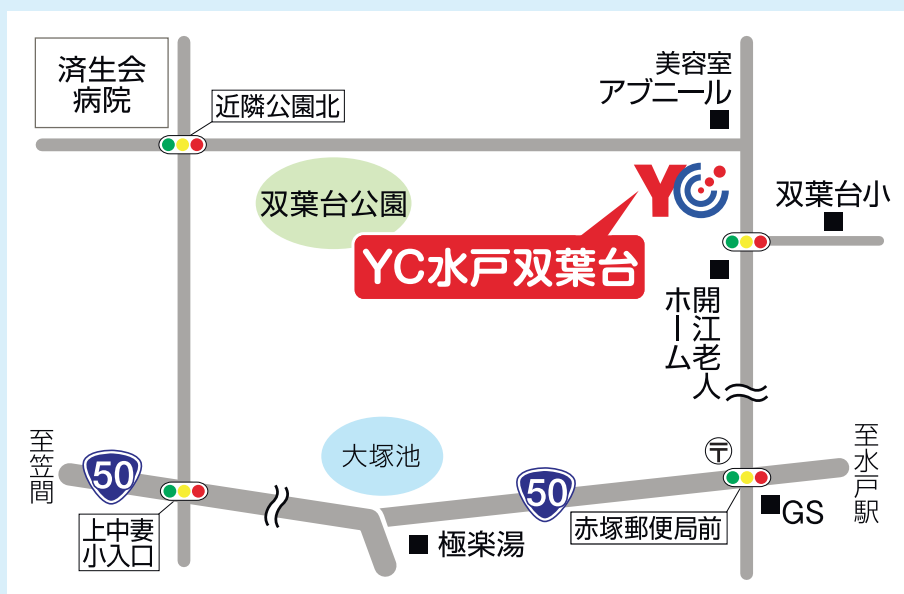 済生会
病院
近隣公園北
美容室
アブニール
双葉台公園
YC
双葉台小
YC水戸双葉台
開江老人
ホーム
至笠間
50
大塚池
50
〒
至水戸駅
上中妻
小入口
極楽湯
赤塚郵便局前
GS